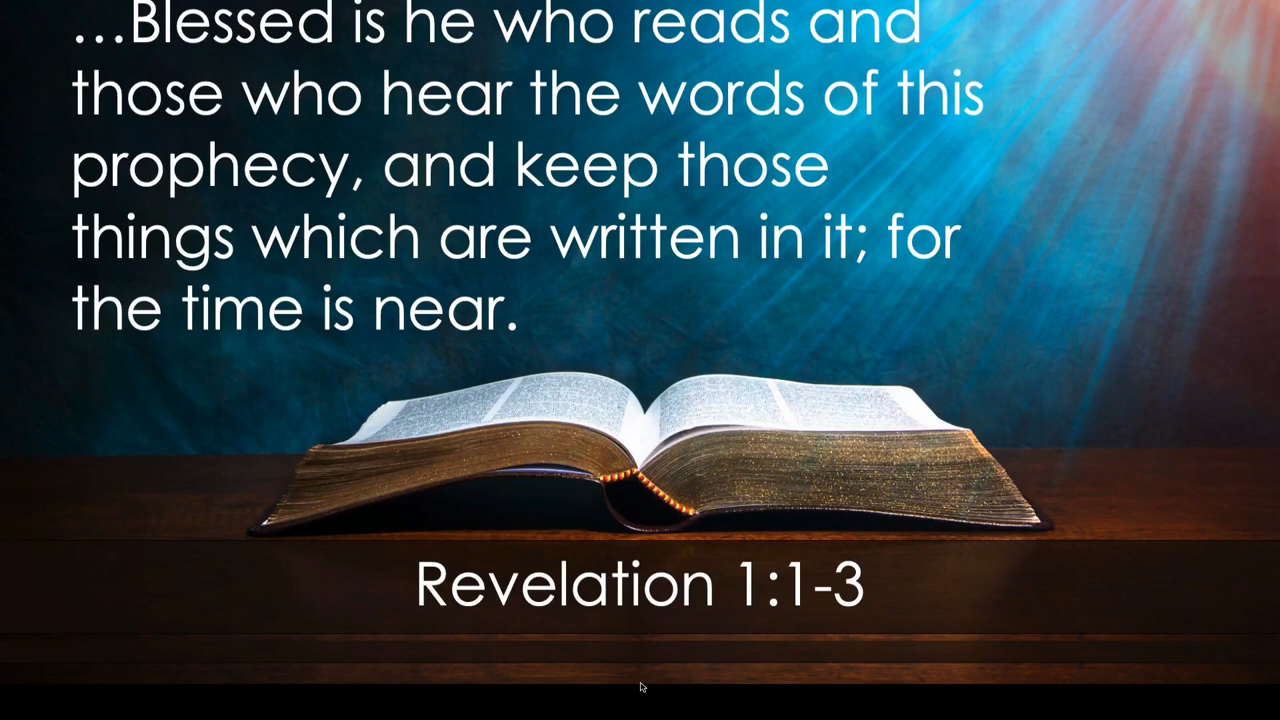 …Blessed is he who reads and
those who hear the words of this
prophecy, and keep those
things which are written in it; for
the time is near.
Revelation 1:1-3